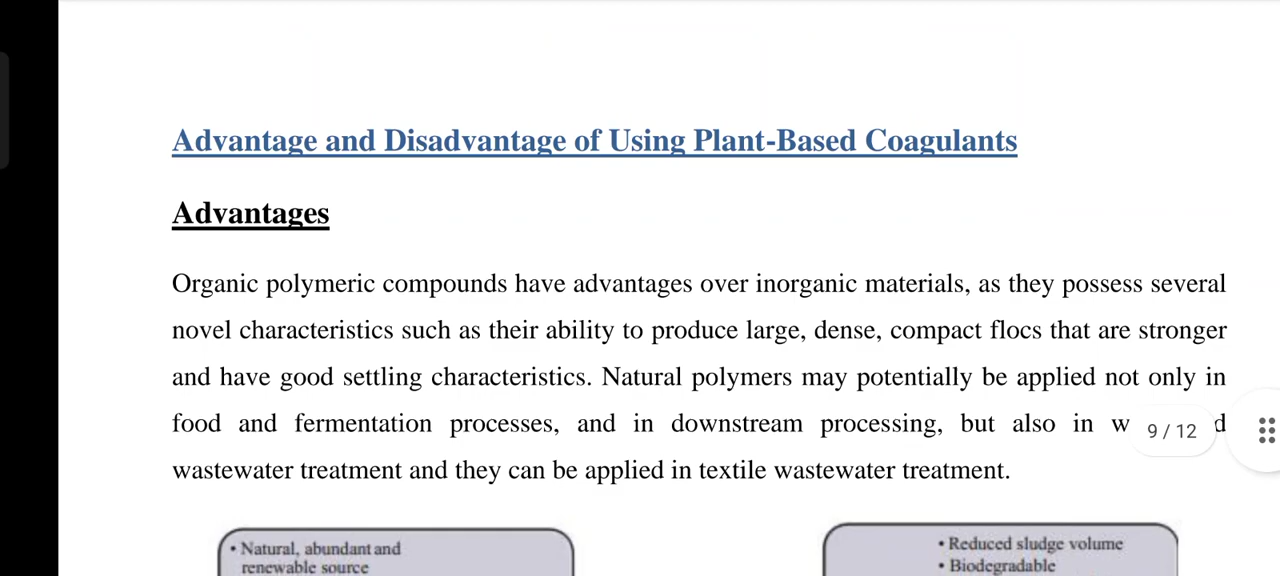 Advantage and Disadvantage of Using Plant-Based Coagulants
Advantages
Organic polymeric compounds have advantages over inorganic materials, as they possess several
novel characteristics such as their ability to produce large, dense, compact flocs that are stronger
and have good settling characteristics. Natural polymers may potentially be applied not only in
food and fermentation processes, and in downstream processing, but also in
9 / 12
wastewater treatment and they can be applied in textile wastewater treatment.
• Natural, abundant and
renewable source
• Reduced sludge volume
• Biodegradable